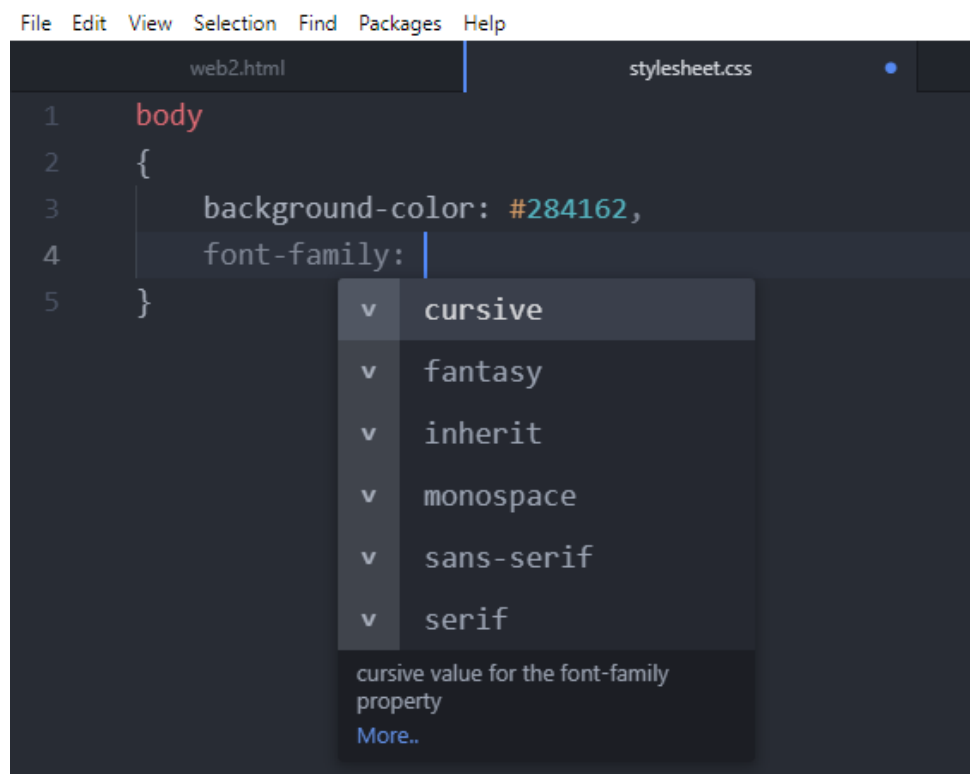 File Edit View Selection Find Packages Help
web2.html stylesheet.css
1 body
2 {
3 background-color: #284162,
4 font-family:
5 }
v cursive
v fantasy
v inherit
v monospace
v sans-serif
v serif
cursive value for the font-family
property
More..